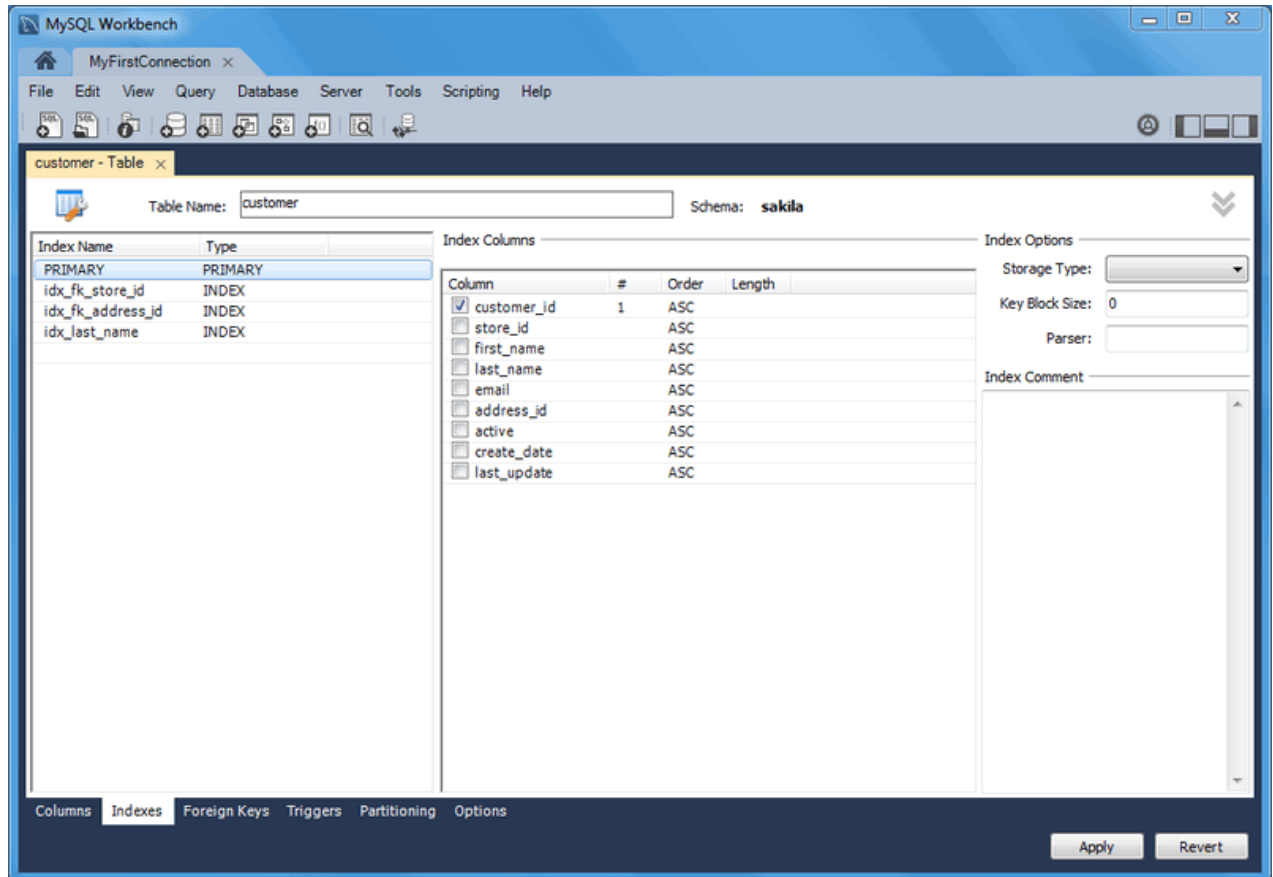 MySQL Workbench
MyFirstConnection ×
File Edit View Query Database Server Tools Scripting Help
SQL SQL
customer - Table ×
Table Name: customer Schema: sakila
Index Name Type
PRIMARY PRIMARY
idx_fk_store_id INDEX
idx_fk_address_id INDEX
idx_last_name INDEX
Index Columns
Column # Order Length
customer_id 1 ASC
store_id ASC
first_name ASC
last_name ASC
email ASC
address_id ASC
active ASC
create_date ASC
last_update ASC
Index Options
Storage Type:
Key Block Size: 0
Parser:
Index Comment
Columns Indexes Foreign Keys Triggers Partitioning Options
Apply Revert